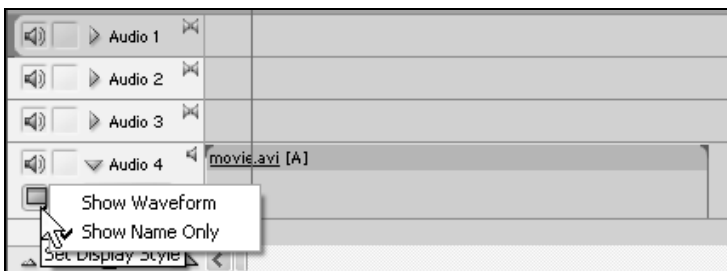 Audio 1
Audio 2
Audio 3
Audio 4
movie.avi [A]
Show Waveform
Show Name Only
Set Display Style